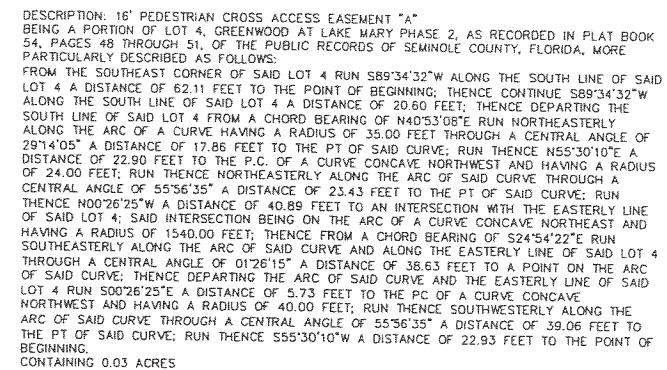 DESCRIPTION: 16' PEDESTRIAN CROSS ACCESS EASEMENT "A"
BEING A PORTION OF LOT 4, GREENWOOD AT LAKE MARY PHASE 2, AS RECORDED IN PLAT BOOK
54, PAGES 48 THROUGH 51, OF THE PUBLIC RECORDS OF SEMINOLE COUNTY, FLORIDA, MORE
PARTICULARLY DESCRIBED AS FOLLOWS:
FROM THE SOUTHEAST CORNER OF SAID LOT 4 RUN S89°34'32"W ALONG THE SOUTH LINE OF SAID
LOT 4 A DISTANCE OF 62.11 FEET TO THE POINT OF BEGINNING; THENCE CONTINUE S89°34'32"W
ALONG THE SOUTH LINE OF SAID LOT 4 A DISTANCE OF 20.60 FEET; THENCE DEPARTING THE
SOUTH LINE OF SAID LOT 4 FROM A CHORD BEARING OF N40°53'08"E RUN NORTHEASTERLY
ALONG THE ARC OF A CURVE HAVING A RADIUS OF 35.00 FEET THROUGH A CENTRAL ANGLE OF
29°14'05" A DISTANCE OF 17.86 FEET TO THE PT OF SAID CURVE; RUN THENCE N55°30'10"E A
DISTANCE OF 22.90 FEET TO THE P.C. OF A CURVE CONCAVE NORTHWEST AND HAVING A RADIUS
OF 24.00 FEET; RUN THENCE NORTHEASTERLY ALONG THE ARC OF SAID CURVE THROUGH A
CENTRAL ANGLE OF 55°56'35" A DISTANCE OF 23.43 FEET TO THE PT OF SAID CURVE; RUN
THENCE N00°26'25"W A DISTANCE OF 40.89 FEET TO AN INTERSECTION WITH THE EASTERLY LINE
OF SAID LOT 4; SAID INTERSECTION BEING ON THE ARC OF A CURVE CONCAVE NORTHEAST AND
HAVING A RADIUS OF 1540.00 FEET; THENCE FROM A CHORD BEARING OF S24°54'22"E RUN
SOUTHEASTERLY ALONG THE ARC OF SAID CURVE AND ALONG THE EASTERLY LINE OF SAID LOT 4
THROUGH A CENTRAL ANGLE OF 01°26'15" A DISTANCE OF 38.63 FEET TO A POINT ON THE ARC
OF SAID CURVE; THENCE DEPARTING THE ARC OF SAID CURVE AND THE EASTERLY LINE OF SAID
LOT 4 RUN S00°26'25"E A DISTANCE OF 5.73 FEET TO THE PC OF A CURVE CONCAVE
NORTHWEST AND HAVING A RADIUS OF 40.00 FEET; RUN THENCE SOUTHWESTERLY ALONG THE
ARC OF SAID CURVE THROUGH A CENTRAL ANGLE OF 55°56'35" A DISTANCE OF 39.06 FEET TO
THE PT OF SAID CURVE; RUN THENCE S55°30'10"W A DISTANCE OF 22.93 FEET TO THE POINT OF
BEGINNING.
CONTAINING 0.03 ACRES